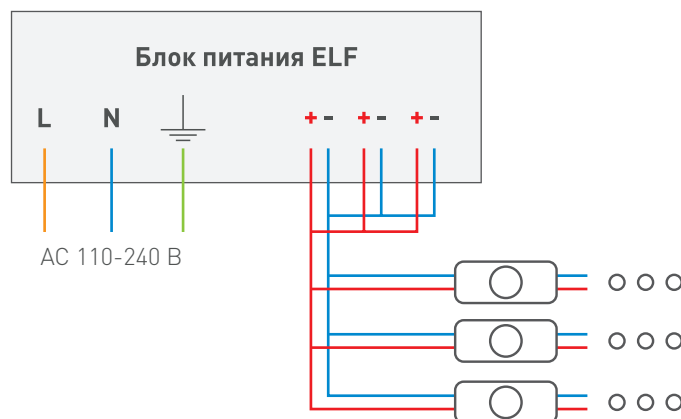 Блок питания ELF
L N + - + - + -
AC 110-240 В